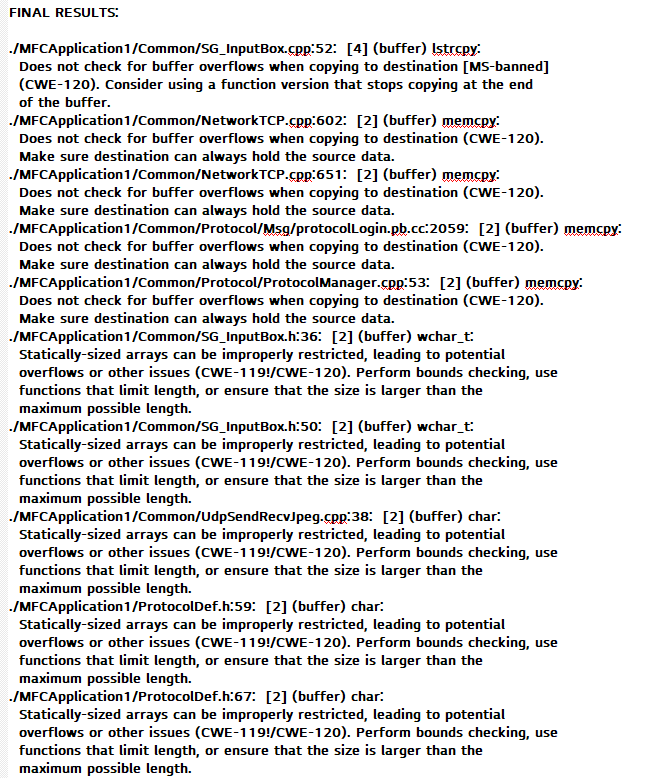 FINAL RESULTS:
./MFCApplication1/Common/SG_InputBox.cpp:52:  [4] (buffer) lstrcpy:
Does not check for buffer overflows when copying to destination [MS-banned]
(CWE-120). Consider using a function version that stops copying at the end
of the buffer.
./MFCApplication1/Common/NetworkTCP.cpp:602:  [2] (buffer) memcpy:
Does not check for buffer overflows when copying to destination (CWE-120).
Make sure destination can always hold the source data.
./MFCApplication1/Common/NetworkTCP.cpp:651:  [2] (buffer) memcpy:
Does not check for buffer overflows when copying to destination (CWE-120).
Make sure destination can always hold the source data.
./MFCApplication1/Common/Protocol/Msg/protocolLogin.pb.cc:2059:  [2] (buffer) memcpy:
Does not check for buffer overflows when copying to destination (CWE-120).
Make sure destination can always hold the source data.
./MFCApplication1/Common/Protocol/ProtocolManager.cpp:53:  [2] (buffer) memcpy:
Does not check for buffer overflows when copying to destination (CWE-120).
Make sure destination can always hold the source data.
./MFCApplication1/Common/SG_InputBox.h:36:  [2] (buffer) wchar_t:
Statically-sized arrays can be improperly restricted, leading to potential
overflows or other issues (CWE-119!/CWE-120). Perform bounds checking, use
functions that limit length, or ensure that the size is larger than the
maximum possible length.
./MFCApplication1/Common/SG_InputBox.h:50:  [2] (buffer) wchar_t:
Statically-sized arrays can be improperly restricted, leading to potential
overflows or other issues (CWE-119!/CWE-120). Perform bounds checking, use
functions that limit length, or ensure that the size is larger than the
maximum possible length.
./MFCApplication1/Common/UdpSendRecvJpeg.cpp:38:  [2] (buffer) char:
Statically-sized arrays can be improperly restricted, leading to potential
overflows or other issues (CWE-119!/CWE-120). Perform bounds checking, use
functions that limit length, or ensure that the size is larger than the
maximum possible length.
./MFCApplication1/ProtocolDef.h:59:  [2] (buffer) char:
Statically-sized arrays can be improperly restricted, leading to potential
overflows or other issues (CWE-119!/CWE-120). Perform bounds checking, use
functions that limit length, or ensure that the size is larger than the
maximum possible length.
./MFCApplication1/ProtocolDef.h:67:  [2] (buffer) char:
Statically-sized arrays can be improperly restricted, leading to potential
overflows or other issues (CWE-119!/CWE-120). Perform bounds checking, use
functions that limit length, or ensure that the size is larger than the
maximum possible length.